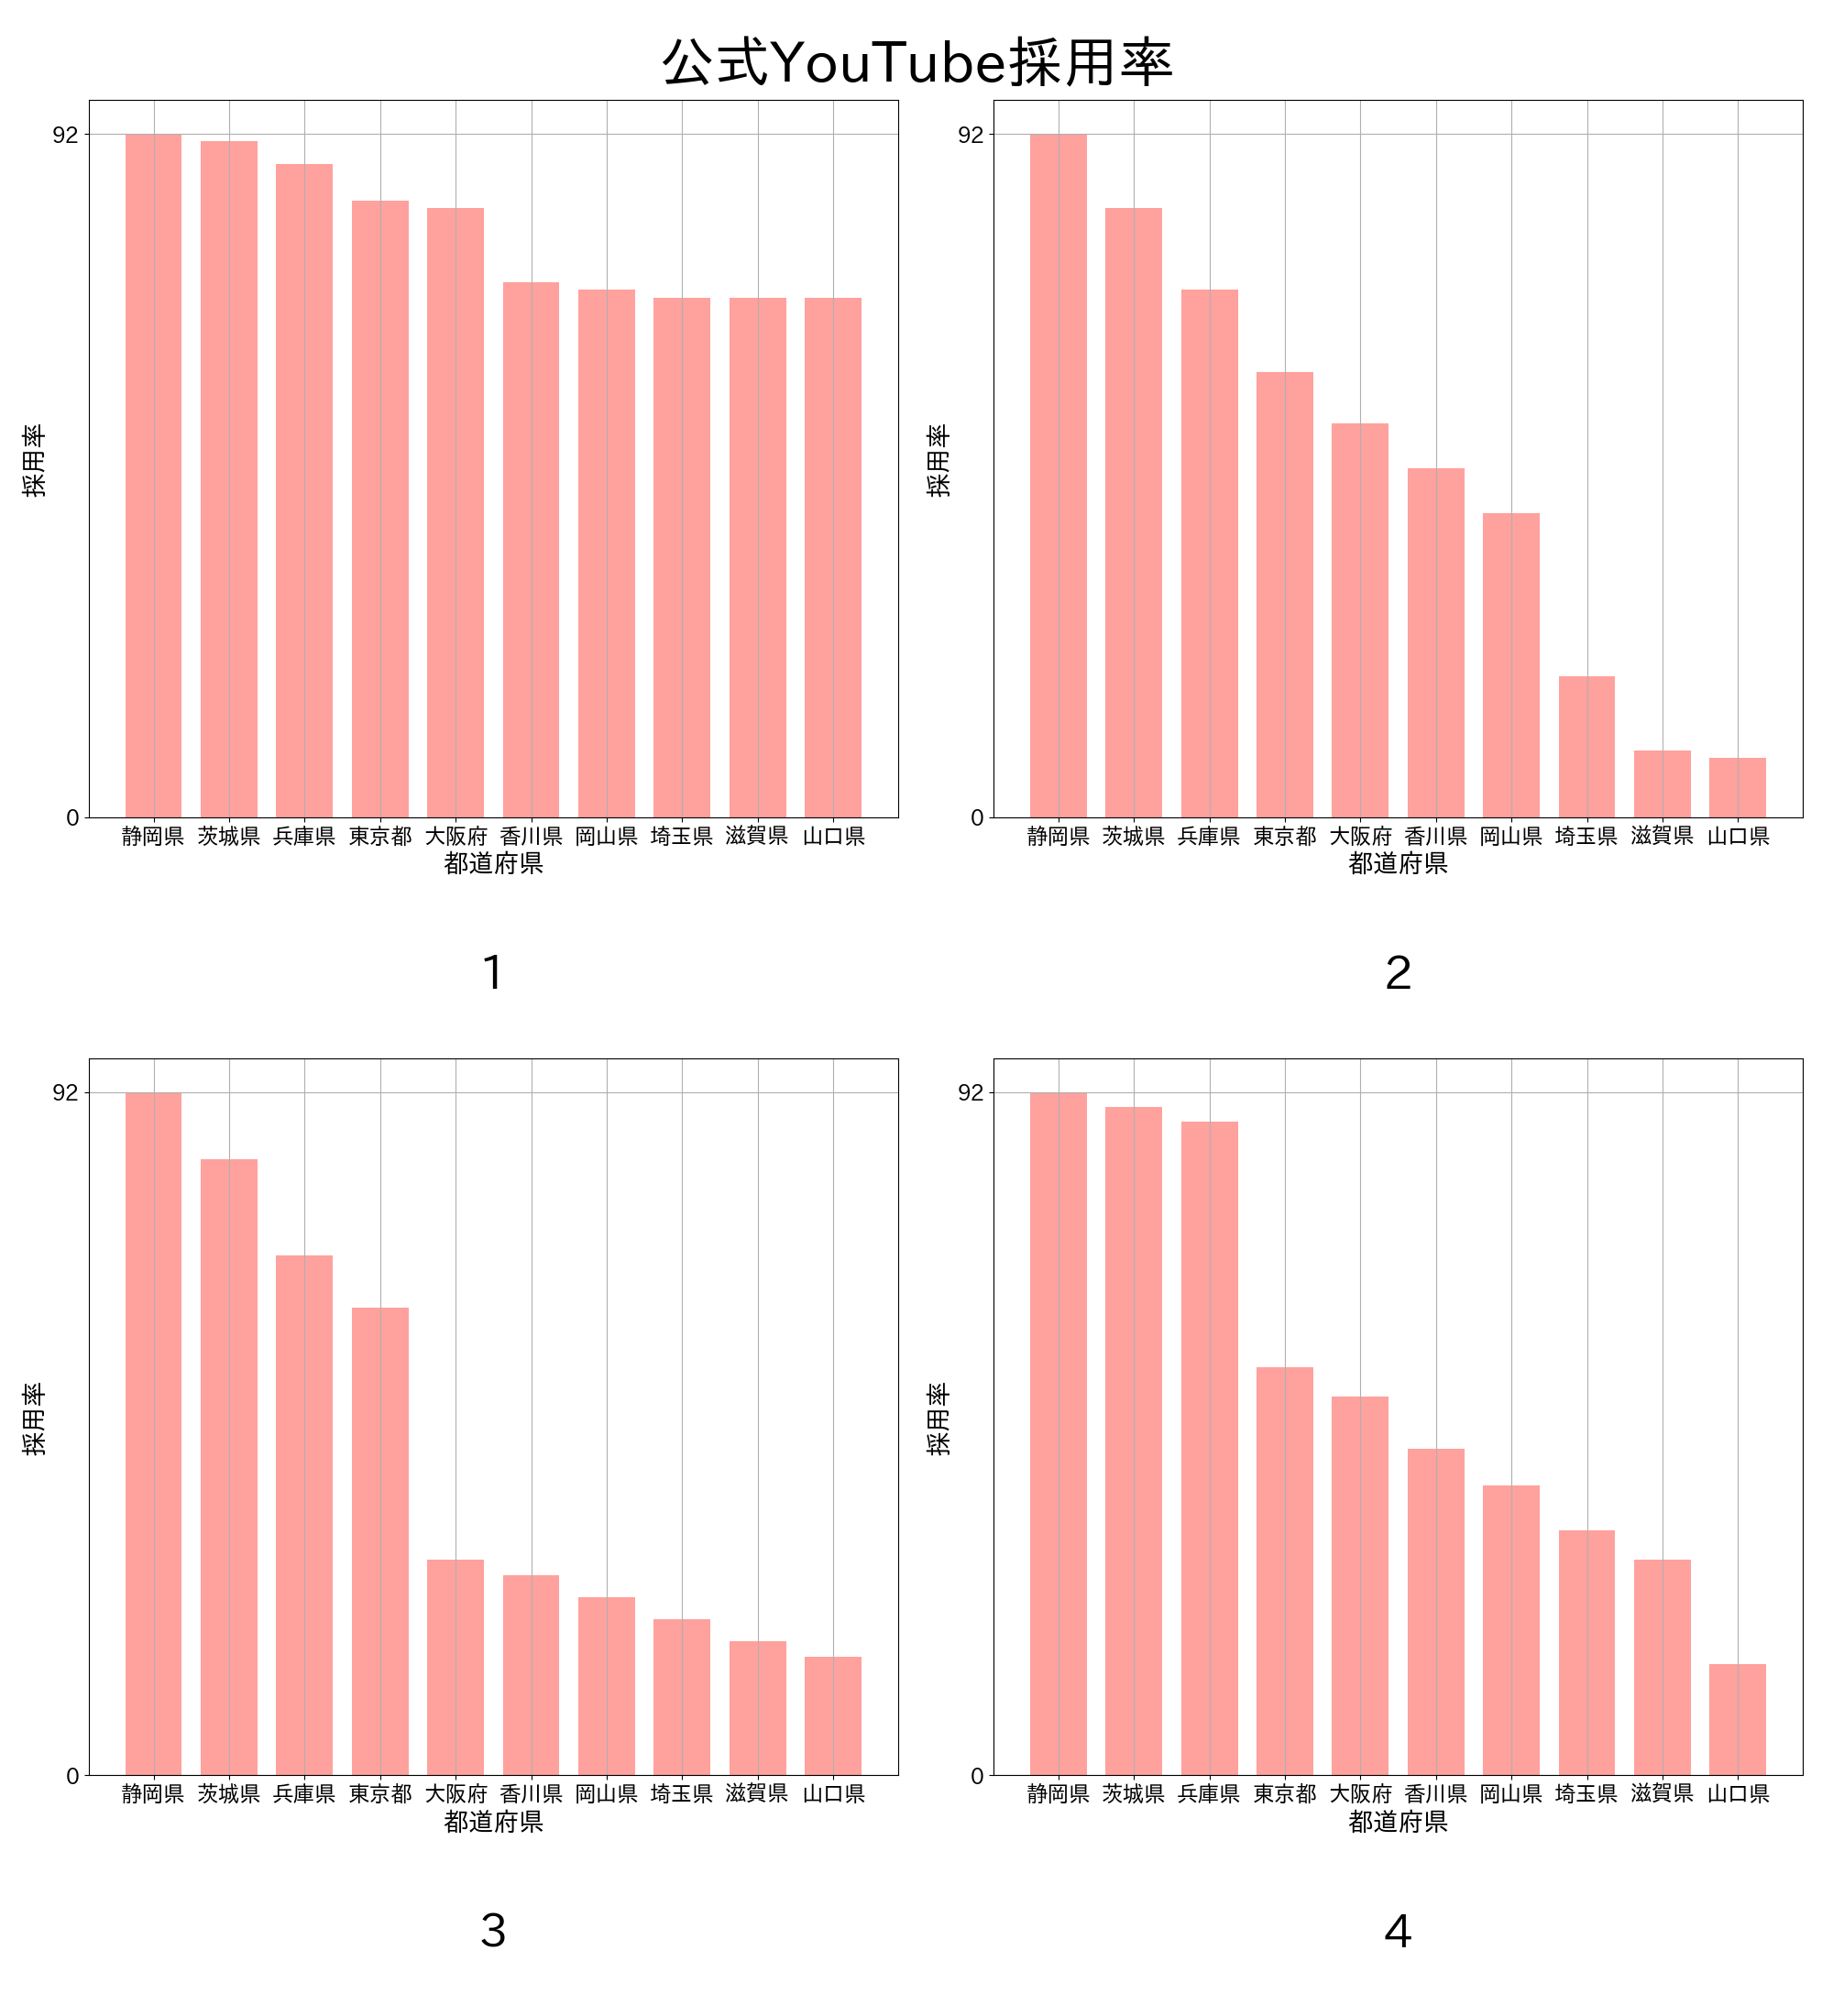 公式YouTube採用率
92
採用率
0
静岡県 茨城県 兵庫県 東京都 大阪府 香川県 岡山県 埼玉県 滋賀県 山口県
都道府県
1
92
採用率
0
静岡県 茨城県 兵庫県 東京都 大阪府 香川県 岡山県 埼玉県 滋賀県 山口県
都道府県
2
92
採用率
0
静岡県 茨城県 兵庫県 東京都 大阪府 香川県 岡山県 埼玉県 滋賀県 山口県
都道府県
3
92
採用率
0
静岡県 茨城県 兵庫県 東京都 大阪府 香川県 岡山県 埼玉県 滋賀県 山口県
都道府県
4